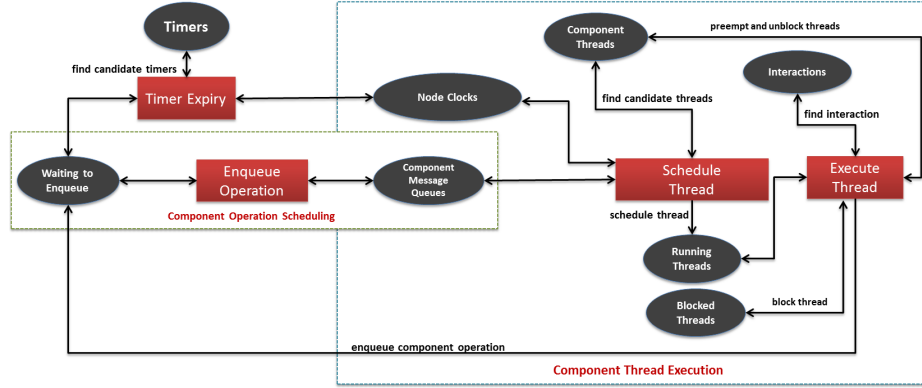 Timers
find candidate timers
Timer Expiry
Component
Threads
preempt and unblock threads
Interactions
Node Clocks
find candidate threads
find interaction
Waiting to
Enqueue
Enqueue
Operation
Component
Message
Queues
Component Operation Scheduling
Schedule
Thread
Execute
Thread
schedule thread
Running
Threads
Blocked
Threads
block thread
enqueue component operation
Component Thread Execution